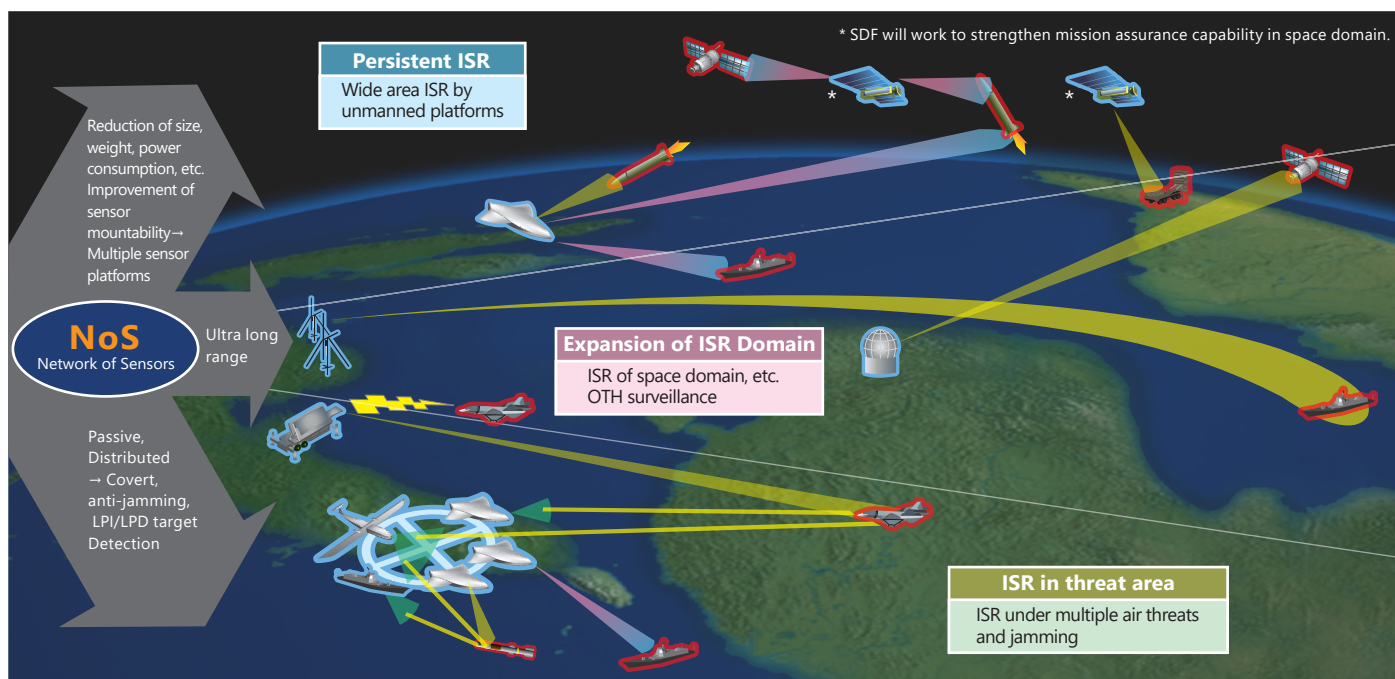 * SDF will work to strengthen mission assurance capability in space domain.
Persistent ISR
Wide area ISR by
unmanned platforms
*
*
Reduction of size,
weight, power
consumption, etc.
Improvement of
sensor
mountability→
Multiple sensor
platforms
NoS
Network of Sensors
Ultra long
range
Expansion of ISR Domain
ISR of space domain, etc.
OTH surveillance
Passive,
Distributed
→ Covert,
anti-jamming,
LPI/LPD target
Detection
ISR in threat area
ISR under multiple air threats
and jamming